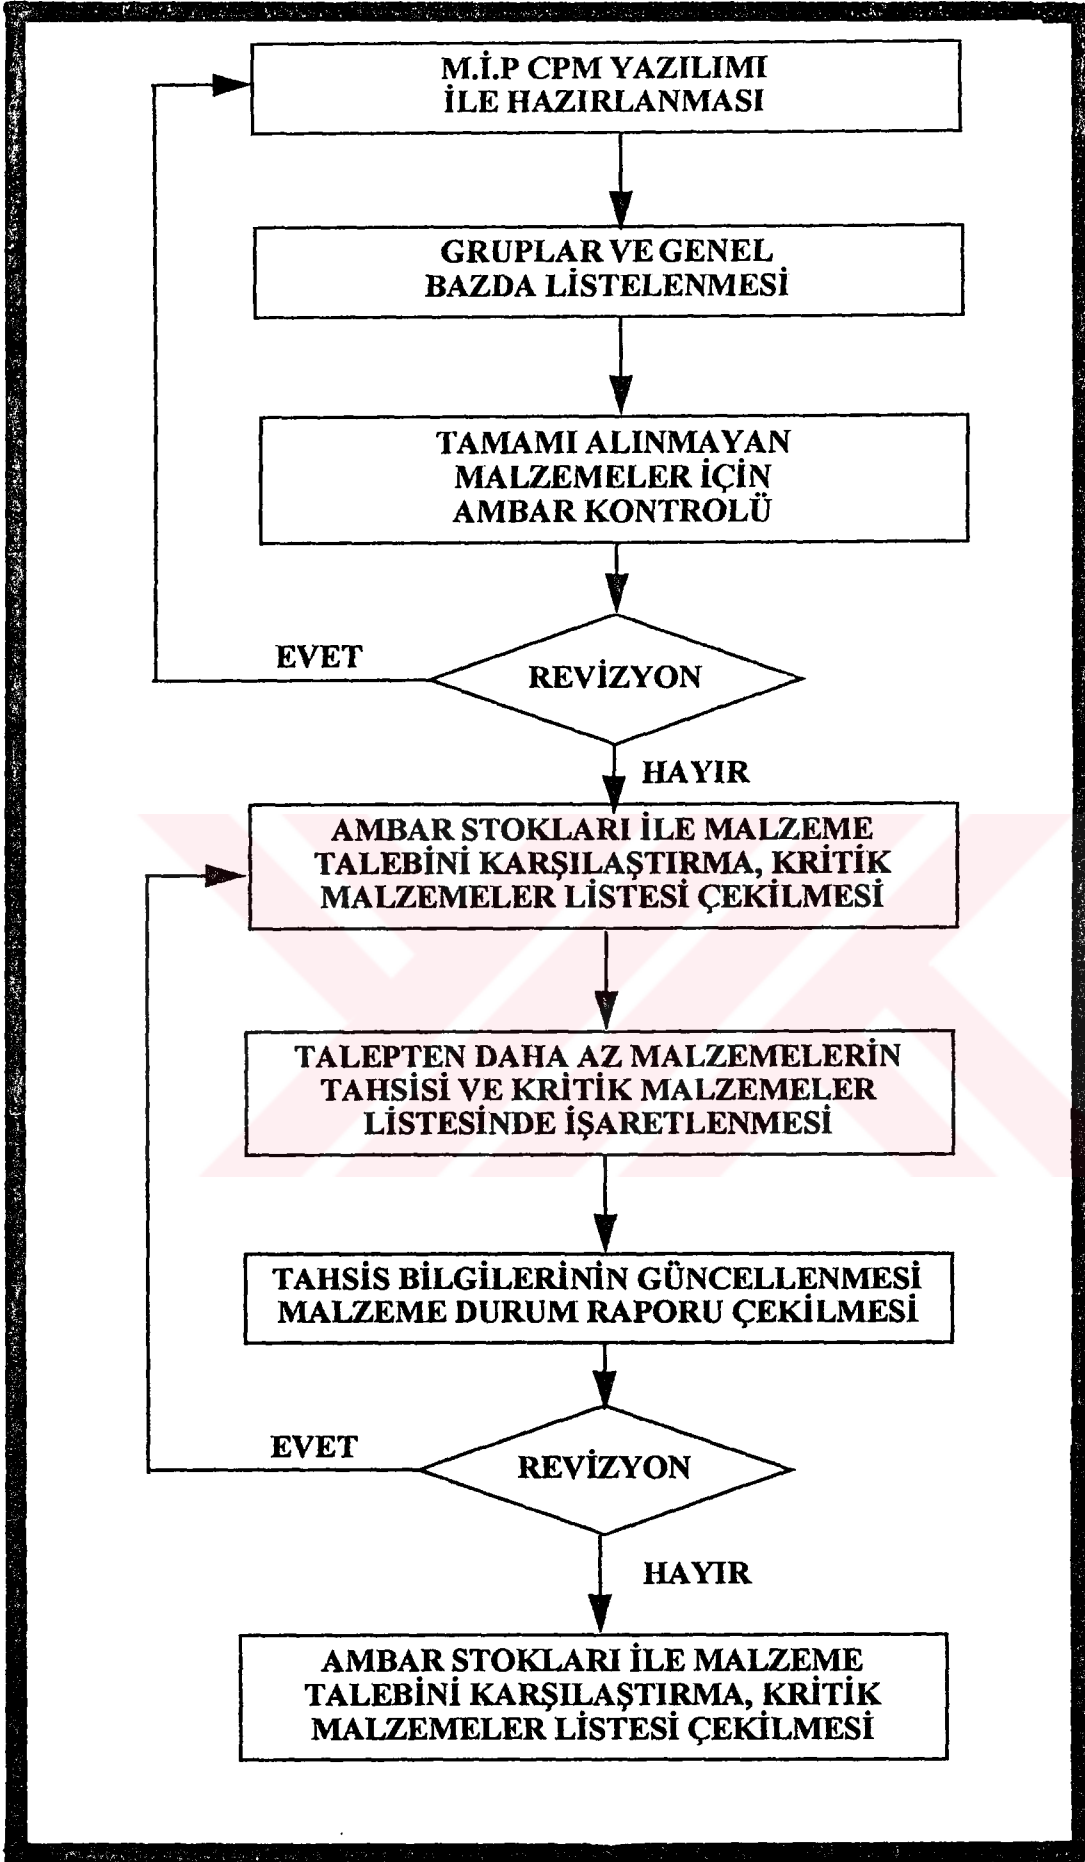 M.İ.P CPM YAZILIMI
İLE HAZIRLANMASI
GRUPLAR VE GENEL
BAZDA LİSTELENMESİ
TAMAMI ALINMAYAN
MALZEMELER İÇİN
AMBAR KONTROLÜ
EVET
REVİZYON
HAYIR
AMBAR STOKLARI İLE MALZEME
TALEBİNİ KARŞILAŞTIRMA, KRİTİK
MALZEMELER LİSTESİ ÇEKİLMESİ
TALEPTEN DAHA AZ MALZEMELERİN
TAHSİSİ VE KRİTİK MALZEMELER
LİSTESİNDE İŞARETLENMESİ
TAHSİS BİLGİLERİNİN GÜNCELLENMESİ
MALZEME DURUM RAPORU ÇEKİLMESİ
EVET
REVİZYON
HAYIR
AMBAR STOKLARI İLE MALZEME
TALEBİNİ KARŞILAŞTIRMA, KRİTİK
MALZEMELER LİSTESİ ÇEKİLMESİ